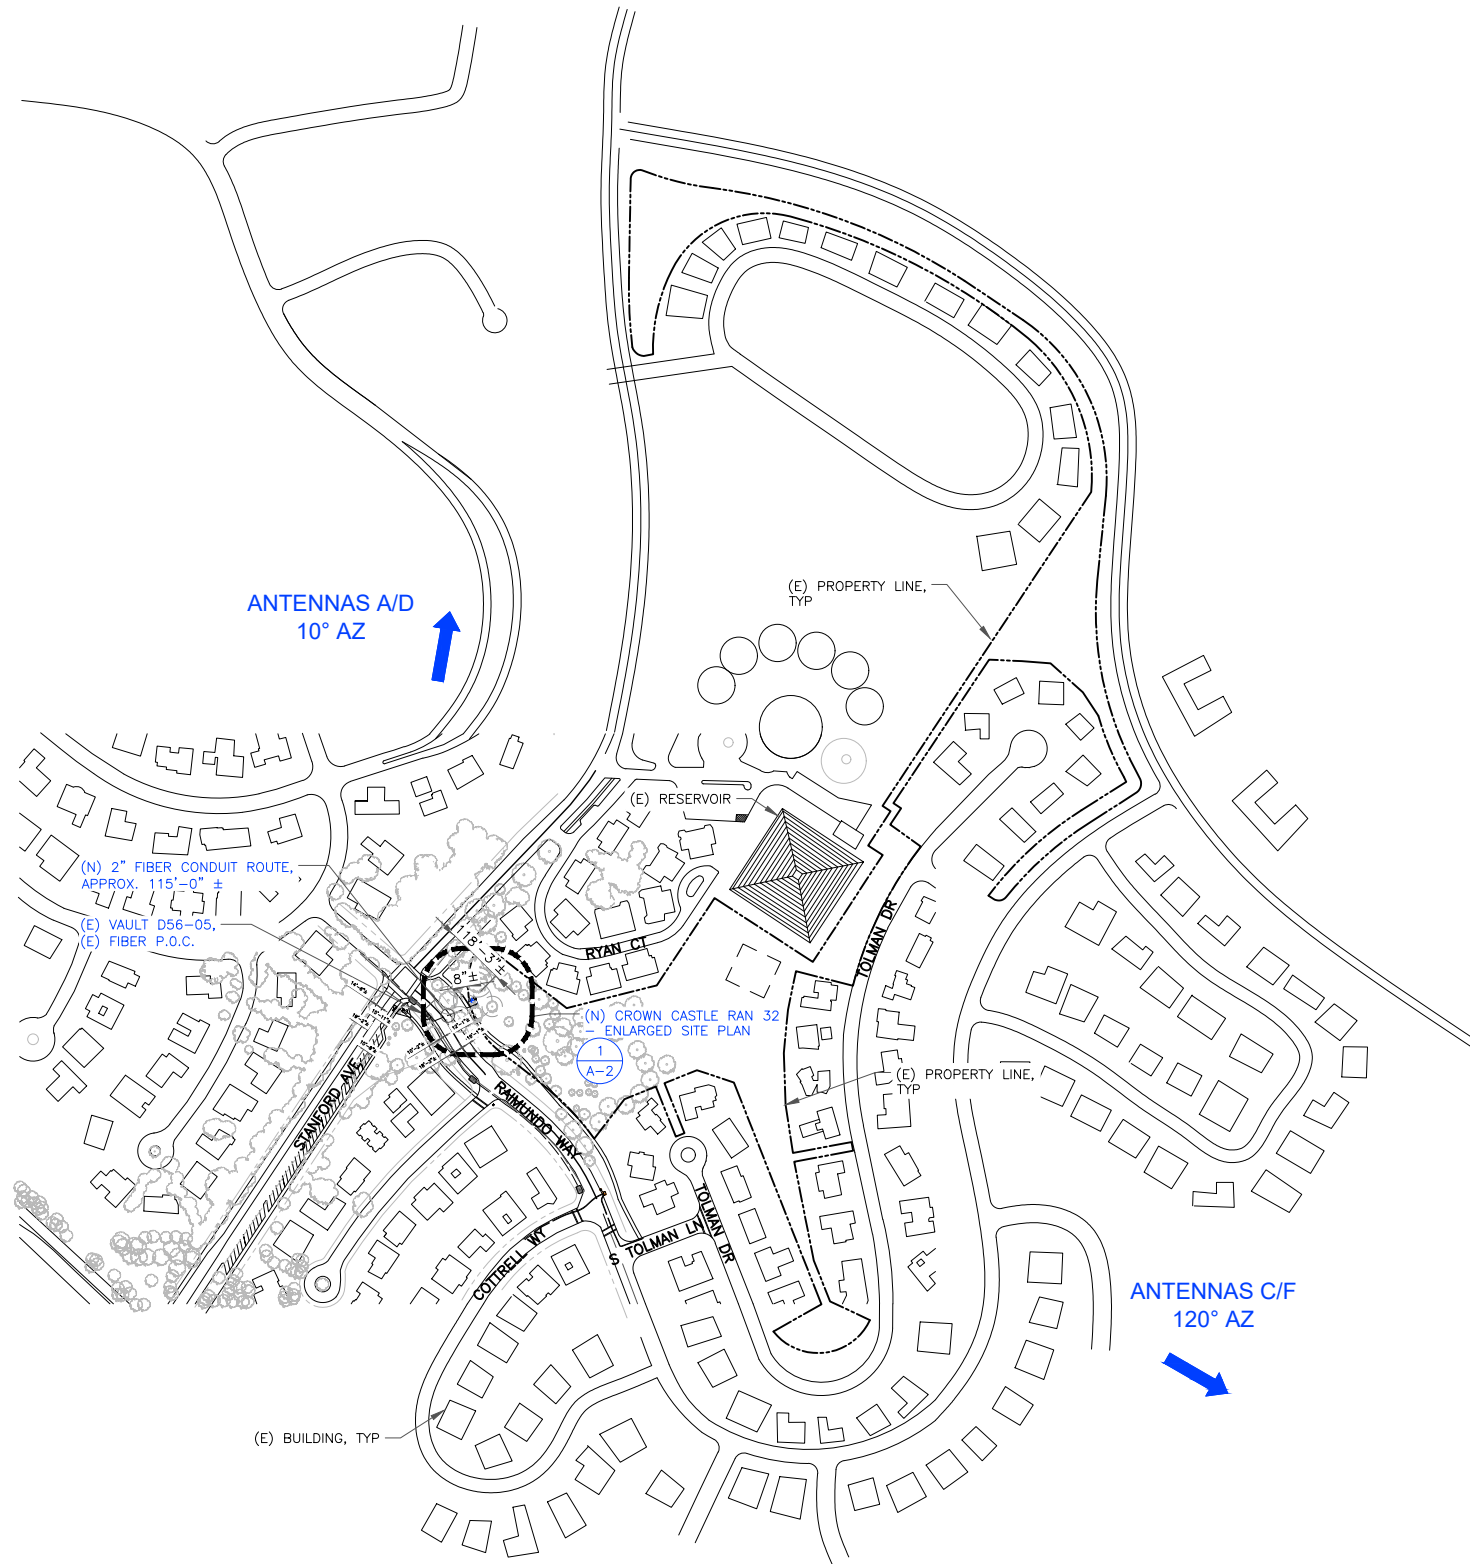 (E) PROPERTY LINE,
TYP
ANTENNAS A/D
10° AZ
(E) RESERVOIR
(N) 2" FIBER CONDUIT ROUTE,
APPROX. 115'-0" ±
(E) VAULT D56-05,
(E) FIBER P.O.C.
18'-3"±
8"±
RYAN CT
TOLMAN DR
(N) CROWN CASTLE RAN 32
- ENLARGED SITE PLAN
1
A-2
(E) PROPERTY LINE,
TYP
STANFORD AVE
RAIMUNDO WAY
TOLMAN DR
S TOLMAN LN
COTTRELL WY
ANTENNAS C/F
120° AZ
(E) BUILDING, TYP